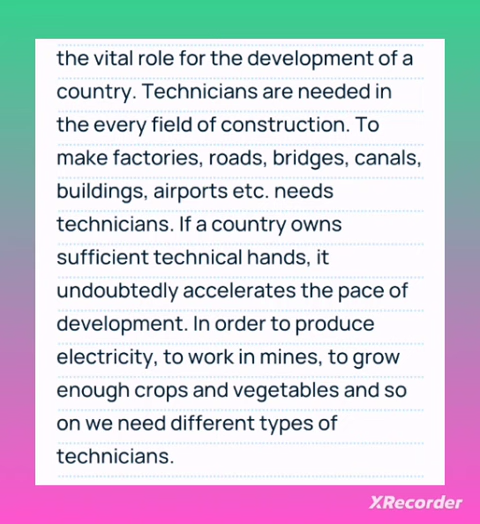 the vital role for the development of a
country. Technicians are needed in
the every field of construction. To
make factories, roads, bridges, canals,
buildings, airports etc. needs
technicians. If a country owns
sufficient technical hands, it
undoubtedly accelerates the pace of
development. In order to produce
electricity, to work in mines, to grow
enough crops and vegetables and so
on we need different types of
technicians.
XRecorder